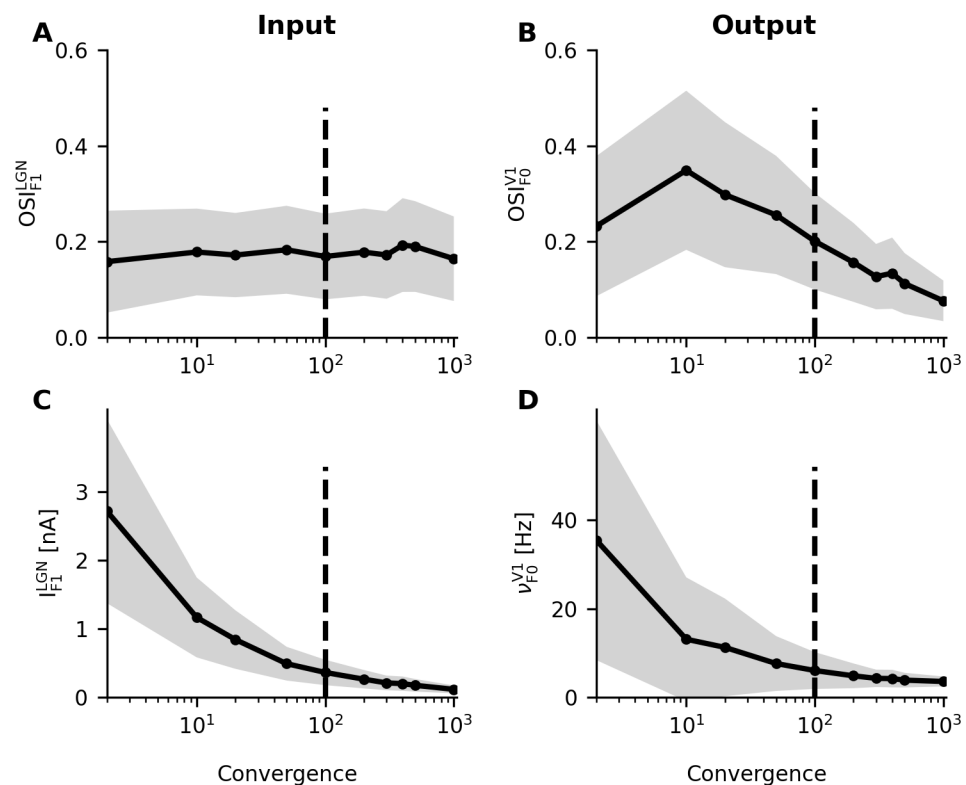 A Input
0.6
0.4
0.2
0.0
OSI^LGN_F1
10^1 10^2 10^3
B Output
0.6
0.4
0.2
0.0
OSI^V1_F0
10^1 10^2 10^3
C
3
2
1
0
I^LGN_F1 [nA]
10^1 10^2 10^3
Convergence
D
40
20
0
ν^V1_F0 [Hz]
10^1 10^2 10^3
Convergence